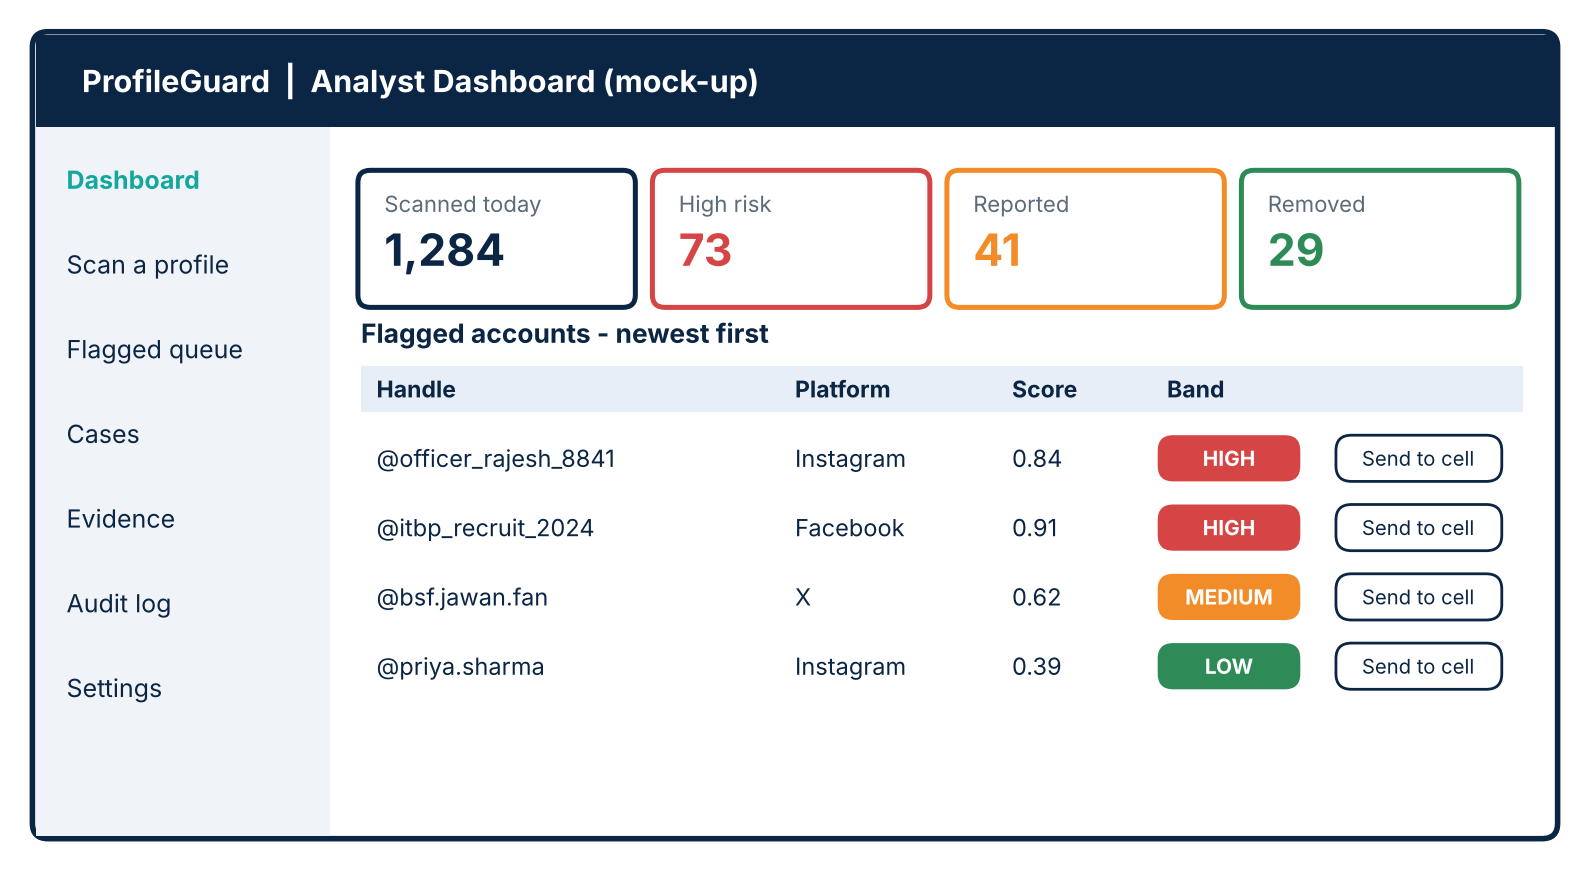 ProfileGuard | Analyst Dashboard (mock-up)
Dashboard
Scan a profile
Flagged queue
Cases
Evidence
Audit log
Settings
Scanned today
1,284
High risk
73
Reported
41
Removed
29
Flagged accounts - newest first
Handle Platform Score Band
@officer_rajesh_8841 Instagram 0.84 HIGH Send to cell
@itbp_recruit_2024 Facebook 0.91 HIGH Send to cell
@bsf.jawan.fan X 0.62 MEDIUM Send to cell
@priya.sharma Instagram 0.39 LOW Send to cell